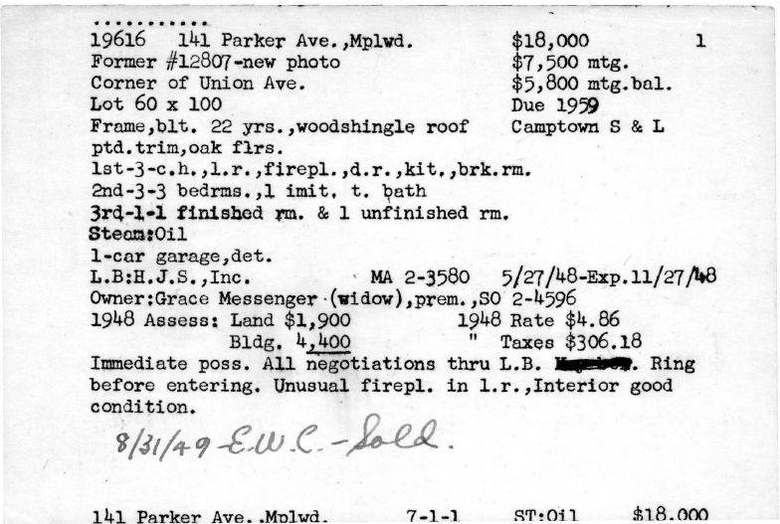 ...........
19616 141 Parker Ave.,Mplwd. $18,000 1
Former #12807-new photo $7,500 mtg.
Corner of Union Ave. $5,800 mtg.bal.
Lot 60 x 100 Due 1959
Frame,blt. 22 yrs.,woodshingle roof Camptown S & L
ptd.trim,oak flrs.
1st-3-c.h.,l.r.,firepl.,d.r.,kit.,brk.rm.
2nd-3-3 bedrms.,1 imit. t. bath
3rd-1-1 finished rm. & 1 unfinished rm.
Steam:Oil
1-car garage,det.
L.B:H.J.S.,Inc. MA 2-3580 5/27/48-Exp.11/27/48
Owner:Grace Messenger (widow),prem.,SO 2-4596
1948 Assess: Land $1,900 1948 Rate $4.86
Bldg. 4,400 " Taxes $306.18
Immediate poss. All negotiations thru L.B. . Ring
before entering. Unusual firepl. in l.r.,Interior good
condition.
8/31/49-E.W.C.-Sold.
141 Parker Ave.,Mplwd. 7-1-1 ST:Oil $18,000